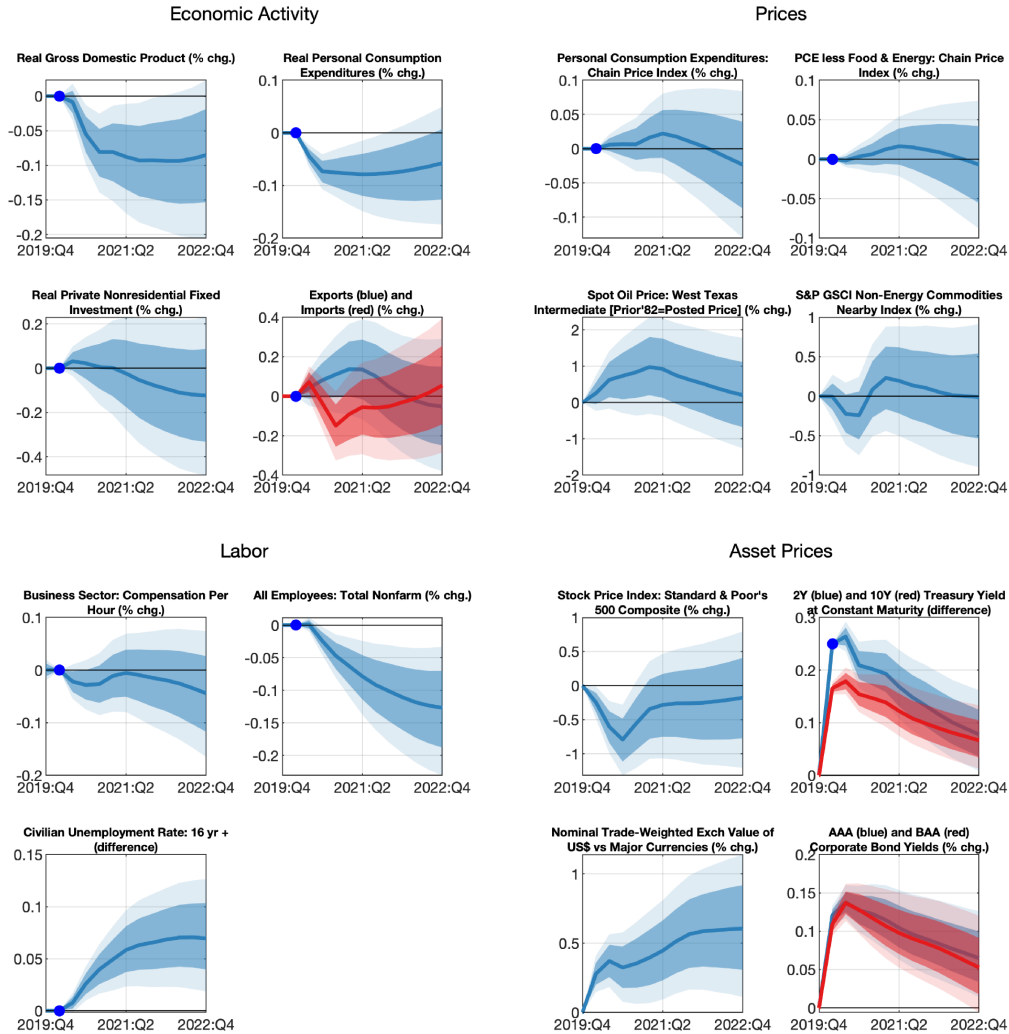 Economic Activity
Real Gross Domestic Product (% chg.)
0
-0.05
-0.1
-0.15
-0.2
2019:Q4
2021:Q2
2022:Q4
Real Personal Consumption
Expenditures (% chg.)
0.1
0
-0.1
-0.2
2019:Q4
2021:Q2
2022:Q4
Real Private Nonresidential Fixed
Investment (% chg.)
0.2
0
-0.2
-0.4
2019:Q4
2021:Q2
2022:Q4
Exports (blue) and
Imports (red) (% chg.)
0.4
0.2
0
-0.2
-0.4
2019:Q4
2021:Q2
2022:Q4
Prices
Personal Consumption Expenditures:
Chain Price Index (% chg.)
0.1
0.05
0
-0.05
-0.1
2019:Q4
2021:Q2
2022:Q4
PCE less Food & Energy: Chain Price
Index (% chg.)
0.1
0.05
0
-0.05
-0.1
2019:Q4
2021:Q2
2022:Q4
Spot Oil Price: West Texas
Intermediate [Prior'82=Posted Price] (% chg.)
2
1
0
-1
-2
2019:Q4
2021:Q2
2022:Q4
S&P GSCI Non-Energy Commodities
Nearby Index (% chg.)
1
0.5
0
-0.5
-1
2019:Q4
2021:Q2
2022:Q4
Labor
Business Sector: Compensation Per
Hour (% chg.)
0.1
0
-0.1
-0.2
2019:Q4
2021:Q2
2022:Q4
All Employees: Total Nonfarm (% chg.)
0
-0.05
-0.1
-0.15
-0.2
2019:Q4
2021:Q2
2022:Q4
Civilian Unemployment Rate: 16 yr +
(difference)
0.15
0.1
0.05
0
2019:Q4
2021:Q2
2022:Q4
Asset Prices
Stock Price Index: Standard & Poor's
500 Composite (% chg.)
1
0.5
0
-0.5
-1
2019:Q4
2021:Q2
2022:Q4
2Y (blue) and 10Y (red) Treasury Yield
at Constant Maturity (difference)
0.3
0.2
0.1
0
2019:Q4
2021:Q2
2022:Q4
Nominal Trade-Weighted Exch Value of
US$ vs Major Currencies (% chg.)
1
0.5
0
2019:Q4
2021:Q2
2022:Q4
AAA (blue) and BAA (red)
Corporate Bond Yields (% chg.)
0.2
0.15
0.1
0.05
0
2019:Q4
2021:Q2
2022:Q4